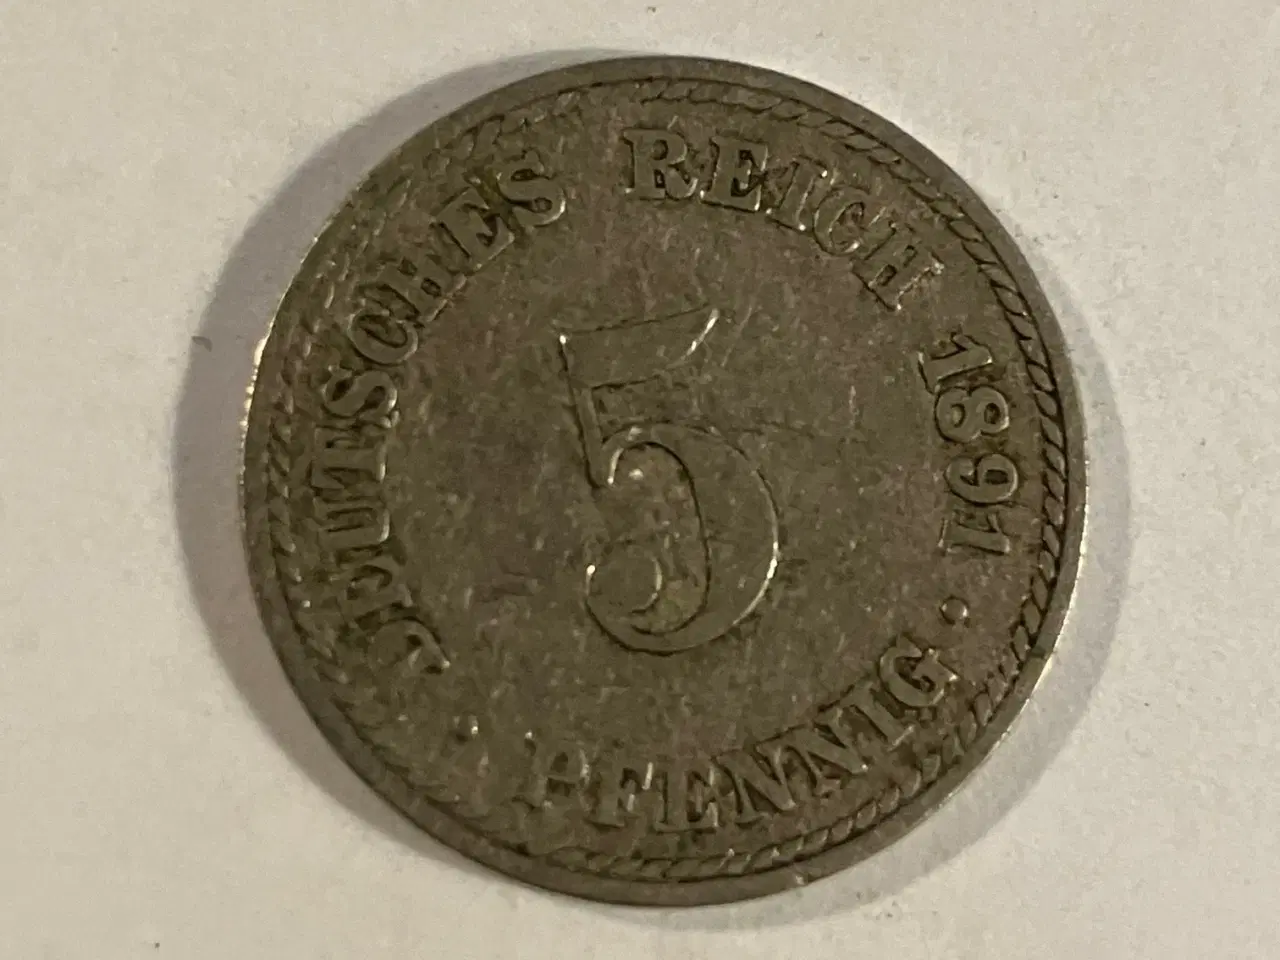 DEUTSCHES REICH 1891
5
• PFENNIG •